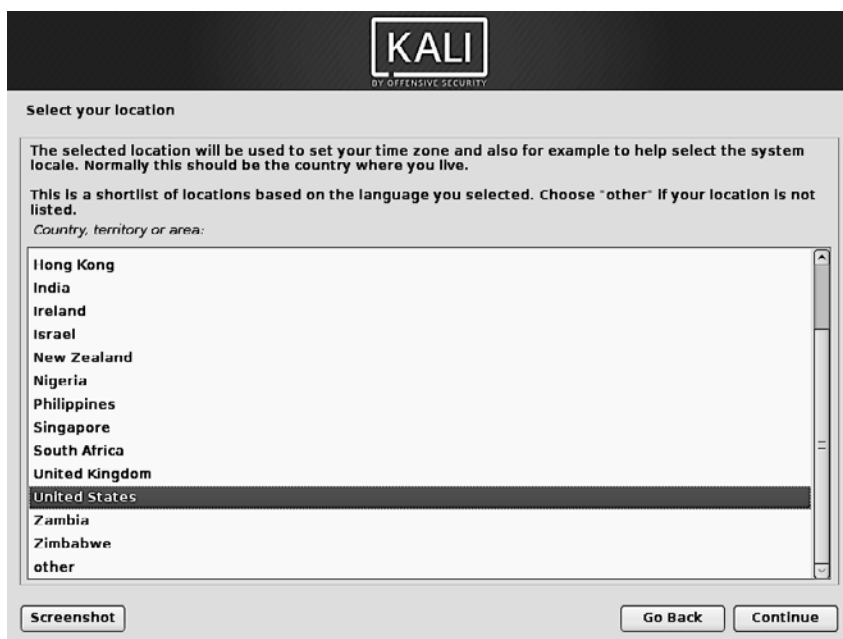 KALI
BY OFFENSIVE SECURITY
Select your location
The selected location will be used to set your time zone and also for example to help select the system
locale. Normally this should be the country where you live.
This is a shortlist of locations based on the language you selected. Choose "other" if your location is not
listed.
Country, territory or area:
Hong Kong
India
Ireland
Israel
New Zealand
Nigeria
Philippines
Singapore
South Africa
United Kingdom
United States
Zambia
Zimbabwe
other
Screenshot
Go Back
Continue